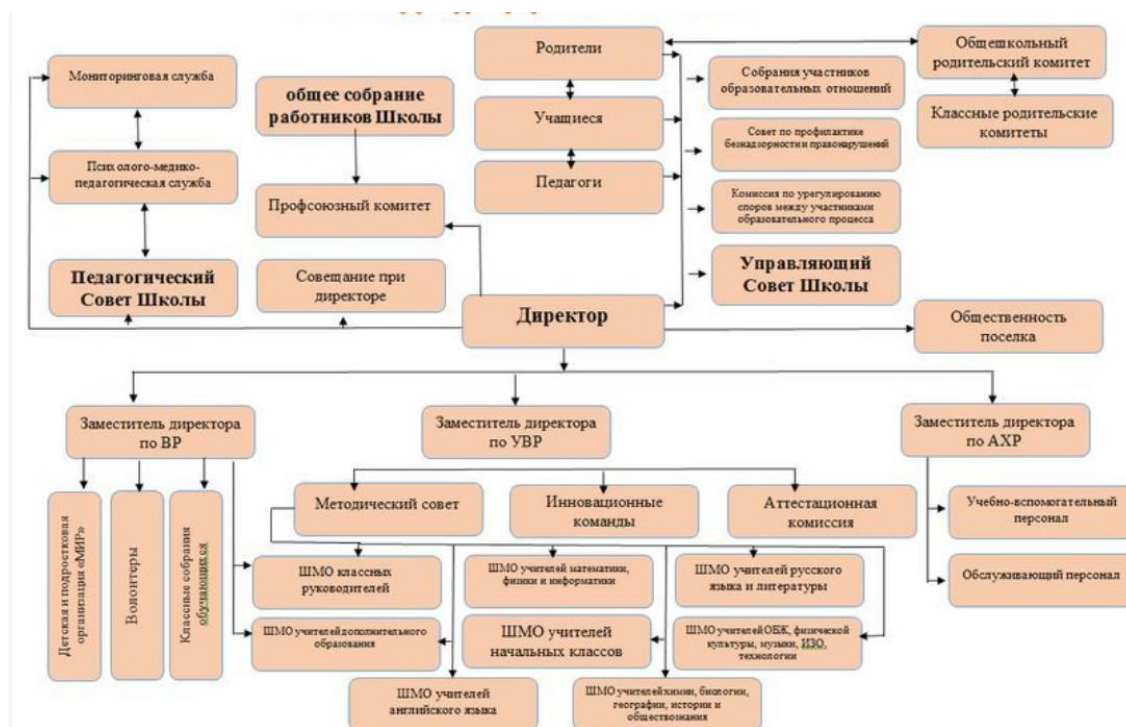 Родители
Общешкольный
родительский комитет
Мониторинговая служба
общее собрание
работников Школы
Собрания участников
образовательных отношений
Учащиеся
Классные родительские
комитеты
Совет по профилактике
безнадзорности и правонарушений
Психолого-медико-
педагогическая служба
Педагоги
Профсоюзный комитет
Комиссия по урегулированию
споров между участниками
образовательного процесса
Педагогический
Совет Школы
Совещание при
директоре
Управляющий
Совет Школы
Директор
Общественность
поселка
Заместитель директора
по ВР
Заместитель директора
по УВР
Заместитель директора
по АХР
Детская и подростковая
организация «МИР»
Волонтеры
Классные собрания
обучающихся
Методический совет
Инновационные
команды
Аттестационная
комиссия
Учебно-вспомогательный
персонал
Обслуживающий персонал
ШМО классных
руководителей
ШМО учителей математики,
физики и информатики
ШМО учителей русского
языка и литературы
ШМО учителей дополнительного
образования
ШМО учителей
начальных классов
ШМО учителей ОБЖ, физической
культуры, музыки, ИЗО,
технологии
ШМО учителей
английского языка
ШМО учителей химии, биологии,
географии, истории и
обществознания